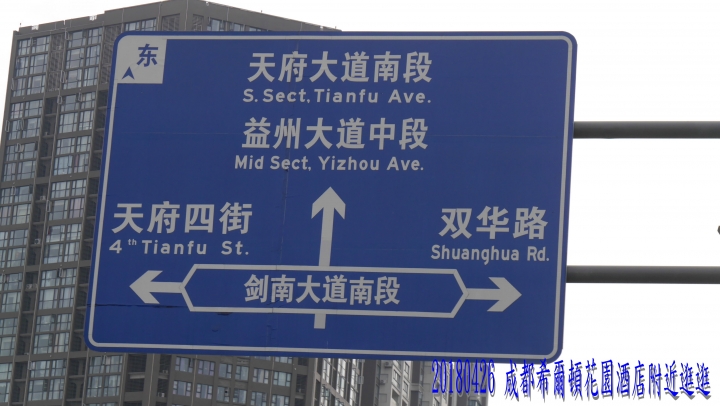 东
天府大道南段
S.Sect.Tianfu Ave.
益州大道中段
Mid Sect. Yizhou Ave.
天府四街
4th Tianfu St.
双华路
Shuanghua Rd.
剑南大道南段
20180426 成都希爾頓花園酒店附近逛逛